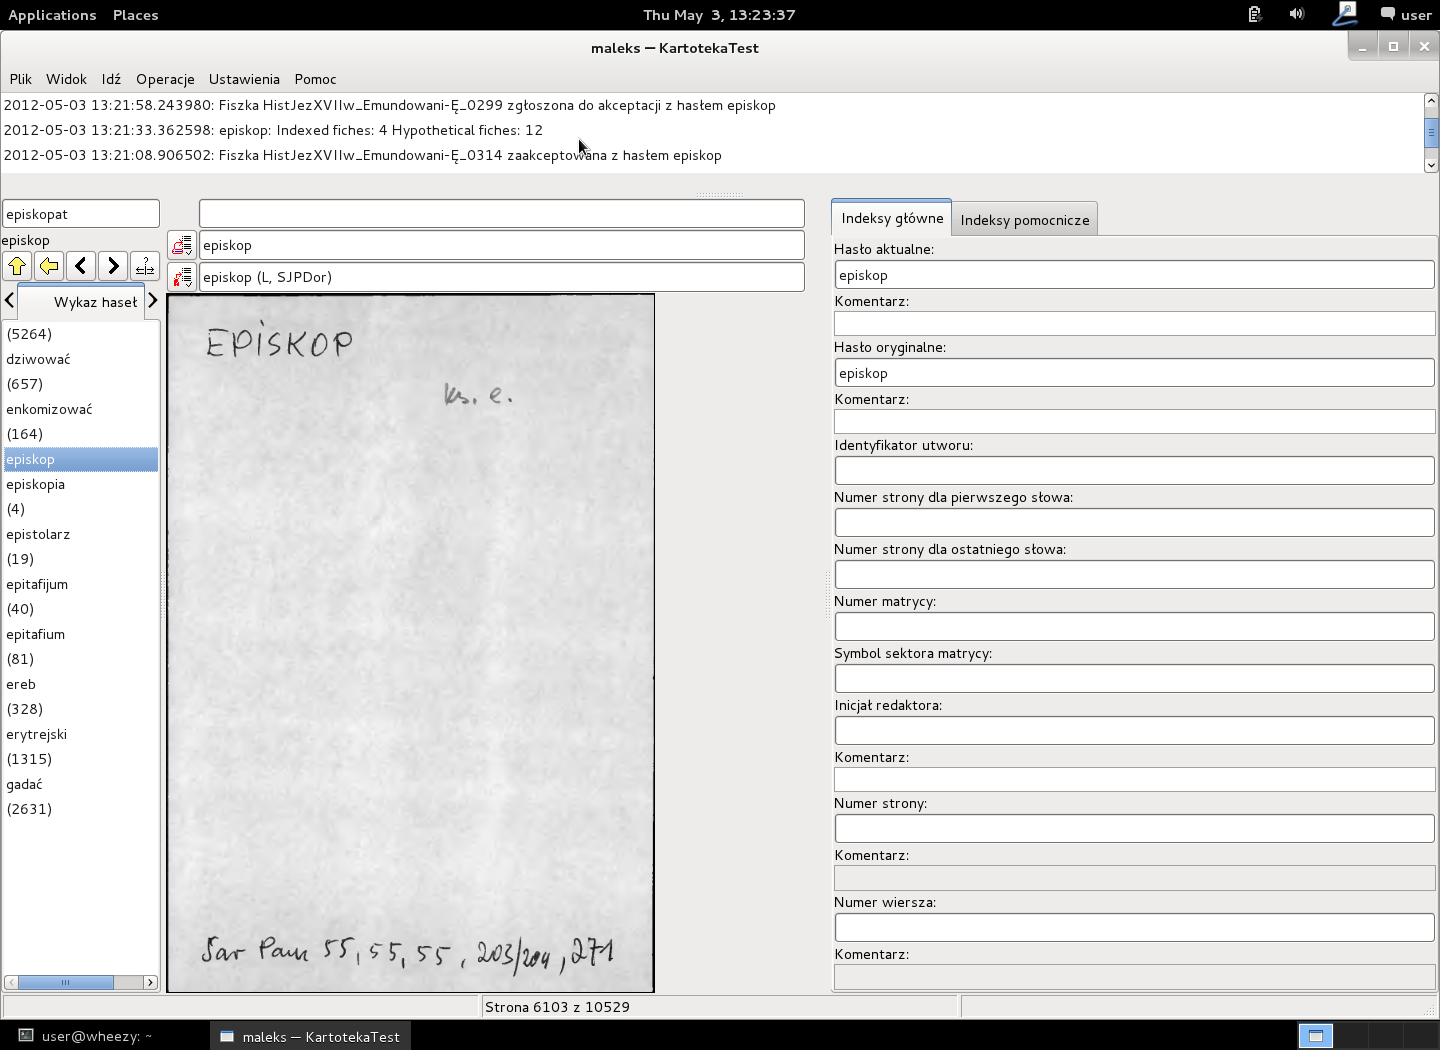 Applications Places Thu May 3, 13:23:37 user
maleks — KartotekaTest
Plik Widok Idź Operacje Ustawienia Pomoc
2012-05-03 13:21:58.243980: Fiszka HistJezXVIIw_Emundowani-Ę_0299 zgłoszona do akceptacji z hasłem episkop
2012-05-03 13:21:33.362598: episkop: Indexed fiches: 4 Hypothetical fiches: 12
2012-05-03 13:21:08.906502: Fiszka HistJezXVIIw_Emundowani-Ę_0314 zaakceptowana z hasłem episkop
episkopat
episkop
Wykaz haseł
(5264)
dziwować
(657)
enkomizować
(164)
episkop
episkopia
(4)
epistolarz
(19)
epitafijum
(40)
epitafium
(81)
ereb
(328)
erytrejski
(1315)
gadać
(2631)
episkop
episkop (L, SJPDor)
EPISKOP
ks. e.
Sar Pam 55, 55, 55, 203/204, 271
Indeksy główne Indeksy pomocnicze
Hasło aktualne:
episkop
Komentarz:
Hasło oryginalne:
episkop
Komentarz:
Identyfikator utworu:
Numer strony dla pierwszego słowa:
Numer strony dla ostatniego słowa:
Numer matrycy:
Symbol sektora matrycy:
Inicjał redaktora:
Komentarz:
Numer strony:
Komentarz:
Numer wiersza:
Komentarz:
Strona 6103 z 10529
user@wheezy: ~ maleks — KartotekaTest